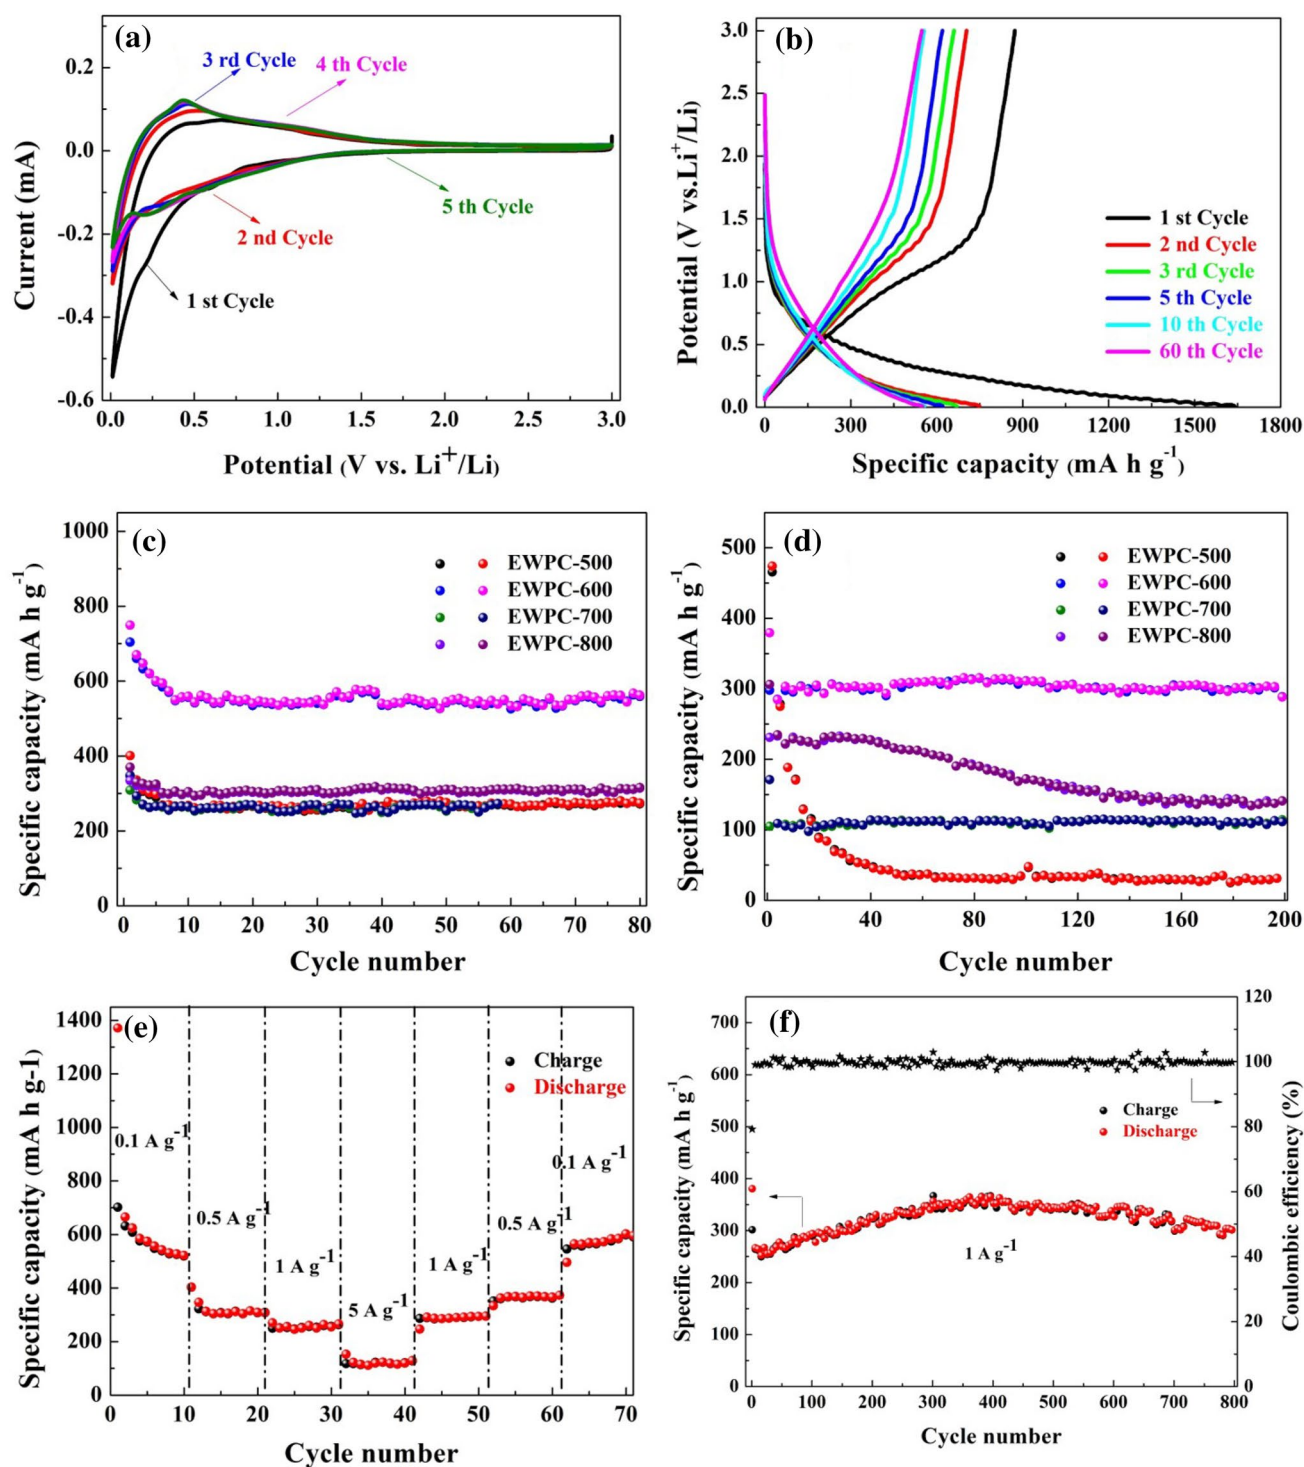 (a)
3 rd Cycle
4 th Cycle
5 th Cycle
2 nd Cycle
1 st Cycle
Current (mA)
0.2
0.0
-0.2
-0.4
-0.6
0.0 0.5 1.0 1.5 2.0 2.5 3.0
Potential (V vs. Li⁺/Li)
(b)
Potential (V vs.Li⁺/Li)
3.0
2.5
2.0
1.5
1.0
0.5
0.0
1 st Cycle
2 nd Cycle
3 rd Cycle
5 th Cycle
10 th Cycle
60 th Cycle
0 300 600 900 1200 1500 1800
Specific capacity (mA h g⁻¹)
(c)
Specific capacity (mA h g⁻¹)
1000
800
600
400
200
0
EWPC-500
EWPC-600
EWPC-700
EWPC-800
0 10 20 30 40 50 60 70 80
Cycle number
(d)
Specific capacity (mA h g⁻¹)
500
400
300
200
100
0
EWPC-500
EWPC-600
EWPC-700
EWPC-800
0 40 80 120 160 200
Cycle number
(e)
Specific capacity (mA h g-1)
1400
1200
1000
800
600
400
200
0
Charge
Discharge
0.1 A g⁻¹
0.5 A g⁻¹
1 A g⁻¹
5 A g⁻¹
1 A g⁻¹
0.5 A g⁻¹
0.1 A g⁻¹
0 10 20 30 40 50 60 70
Cycle number
(f)
Specific capacity (mA h g⁻¹)
700
600
500
400
350
300
250
200
100
0
Charge
Discharge
1 A g⁻¹
120
100
80
60
40
20
0
Coulombic efficiency (%)
0 100 200 300 400 500 600 700 800
Cycle number